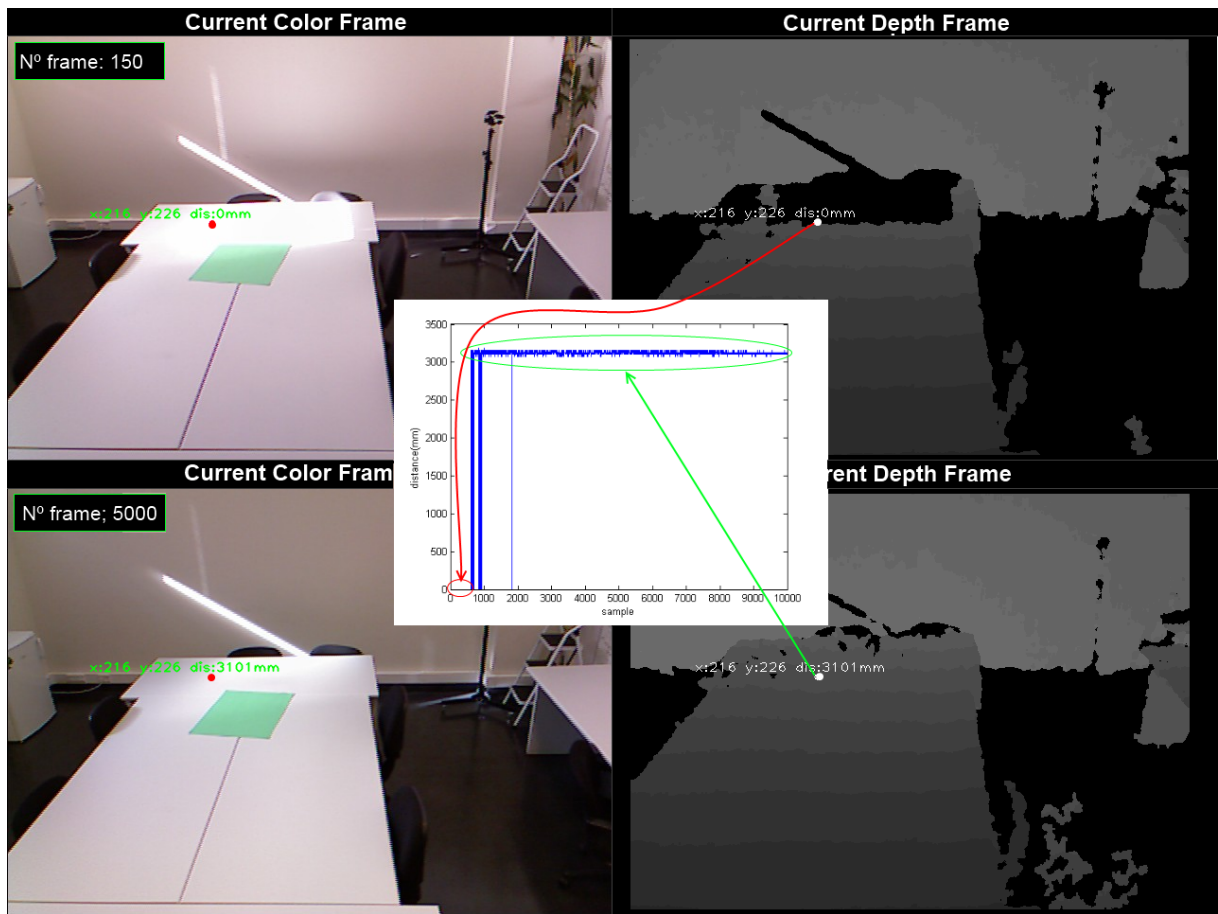 Current Color Frame
Current Depth Frame
Nº frame: 150
x:216 y:226 dis:0mm
x:216 y:226 dis:0mm
3500
3000
2500
2000
1500
1000
500
0
distance(mm)
0 1000 2000 3000 4000 5000 6000 7000 8000 9000 10000
sample
Current Color Fram
rent Depth Frame
Nº frame; 5000
x:216 y:226 dis:3101mm
x:216 y:226 dis:3101mm